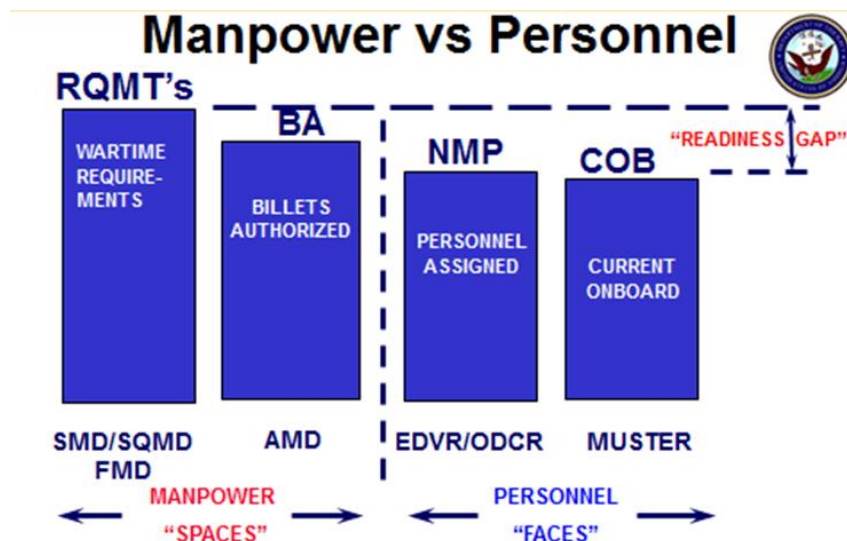 Manpower vs Personnel
RQMT's
BA
NMP
COB
"READINESS GAP"
WARTIME
REQUIRE-
MENTS
BILLETS
AUTHORIZED
PERSONNEL
ASSIGNED
CURRENT
ONBOARD
SMD/SQMD
FMD
AMD
EDVR/ODCR
MUSTER
MANPOWER
"SPACES"
PERSONNEL
"FACES"